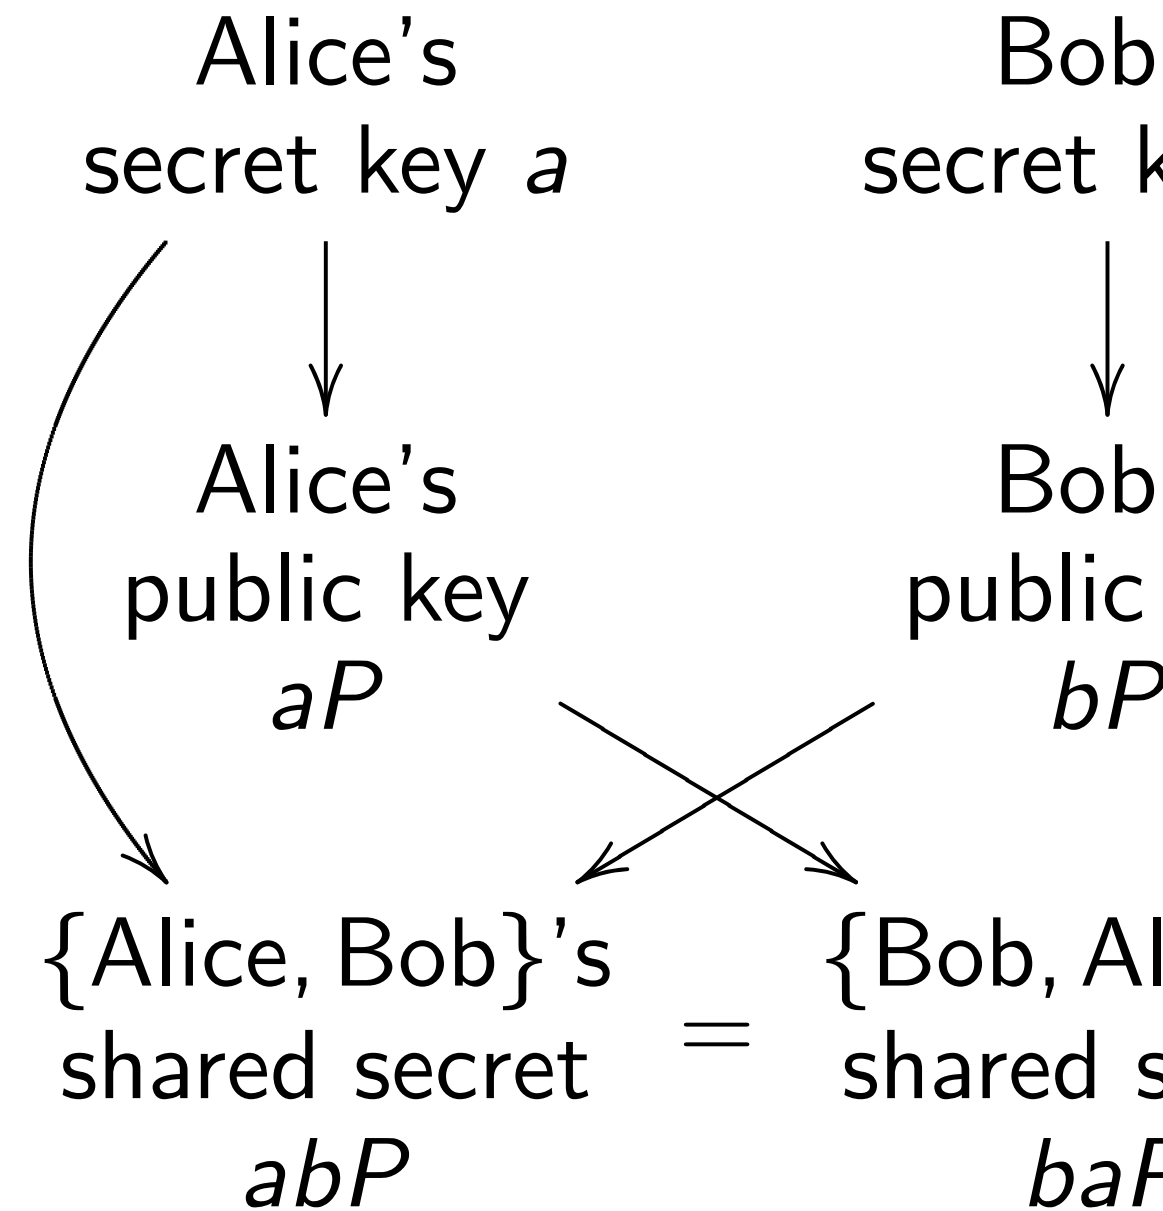 Alice's
secret key a
Bob
secret k
Alice's
public key
aP
Bob
public
bP
{Alice, Bob}'s
shared secret
abP
=
{Bob, Al
shared s
baP